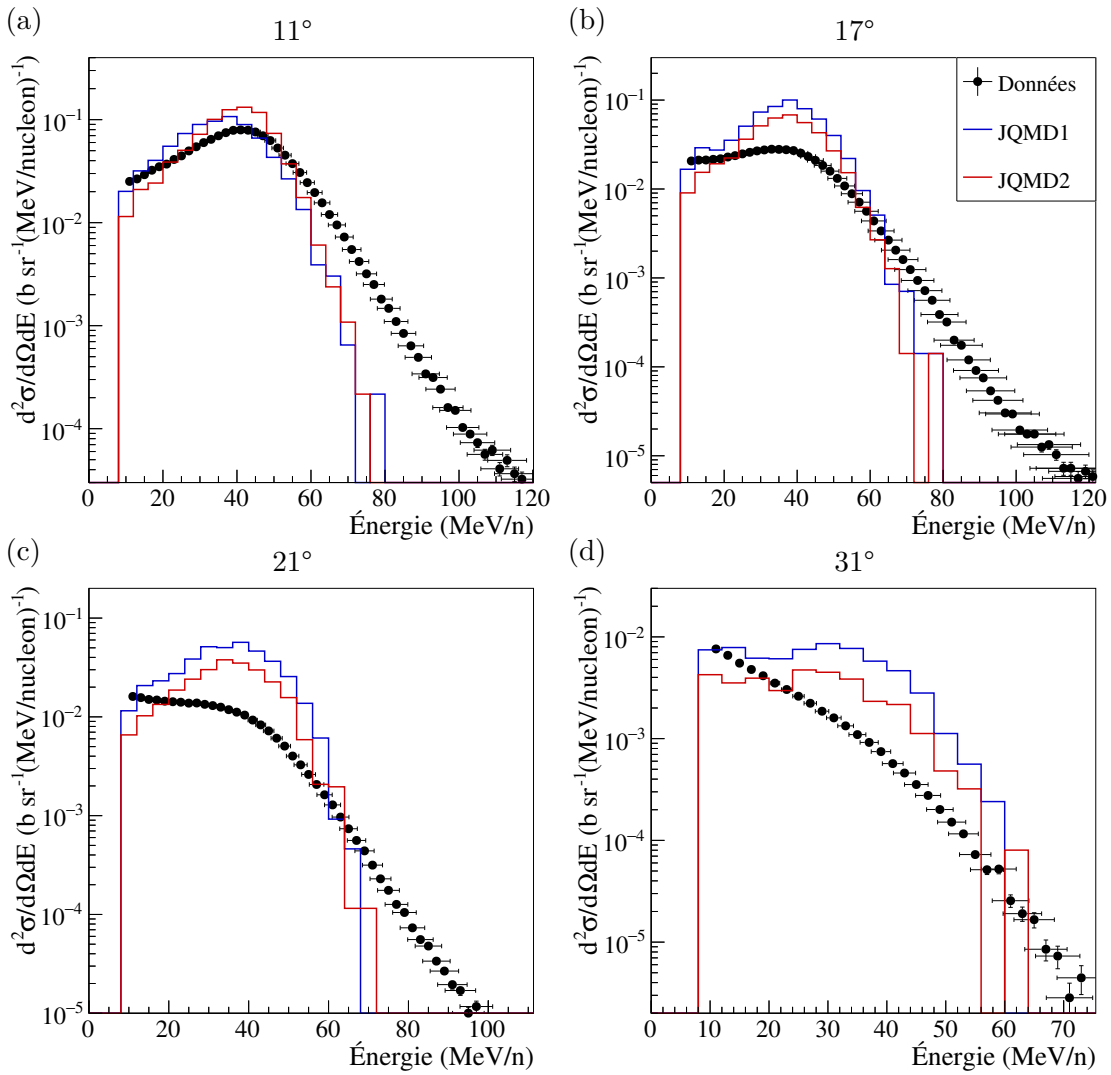 (a)
11°
(b)
17°
d²σ/dΩdE (b sr⁻¹(MeV/nucleon)⁻¹
10⁻¹
10⁻²
10⁻³
10⁻⁴
0 20 40 60 80 100 120
Énergie (MeV/n)
d²σ/dΩdE (b sr⁻¹(MeV/nucleon)⁻¹
10⁻¹
10⁻²
10⁻³
10⁻⁴
10⁻⁵
0 20 40 60 80 100 120
Énergie (MeV/n)
Données
JQMD1
JQMD2
(c)
21°
(d)
31°
d²σ/dΩdE (b sr⁻¹(MeV/nucleon)⁻¹
10⁻¹
10⁻²
10⁻³
10⁻⁴
10⁻⁵
0 20 40 60 80 100
Énergie (MeV/n)
d²σ/dΩdE (b sr⁻¹(MeV/nucleon)⁻¹
10⁻²
10⁻³
10⁻⁴
10⁻⁵
0 10 20 30 40 50 60 70
Énergie (MeV/n)